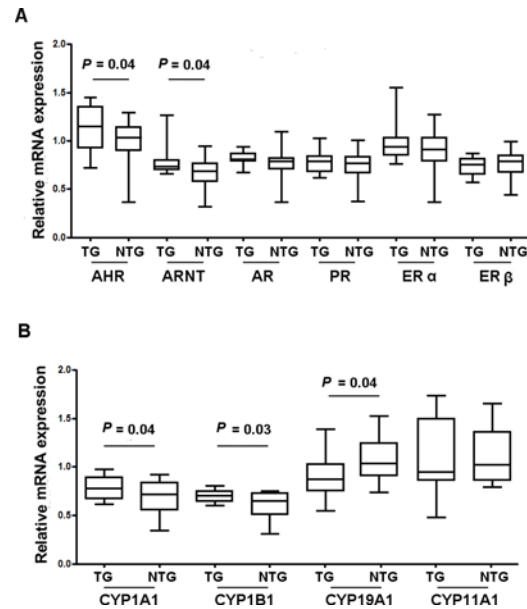 A
Relative mRNA expression
2.0
1.5
1.0
0.5
0.0
P = 0.04 P = 0.04
TG NTG TG NTG TG NTG TG NTG TG NTG TG NTG
AHR ARNT AR PR ER α ER β
B
Relative mRNA expression
2.0
1.5
1.0
0.5
0.0
P = 0.04
P = 0.04 P = 0.03
TG NTG TG NTG TG NTG TG NTG
CYP1A1 CYP1B1 CYP19A1 CYP11A1